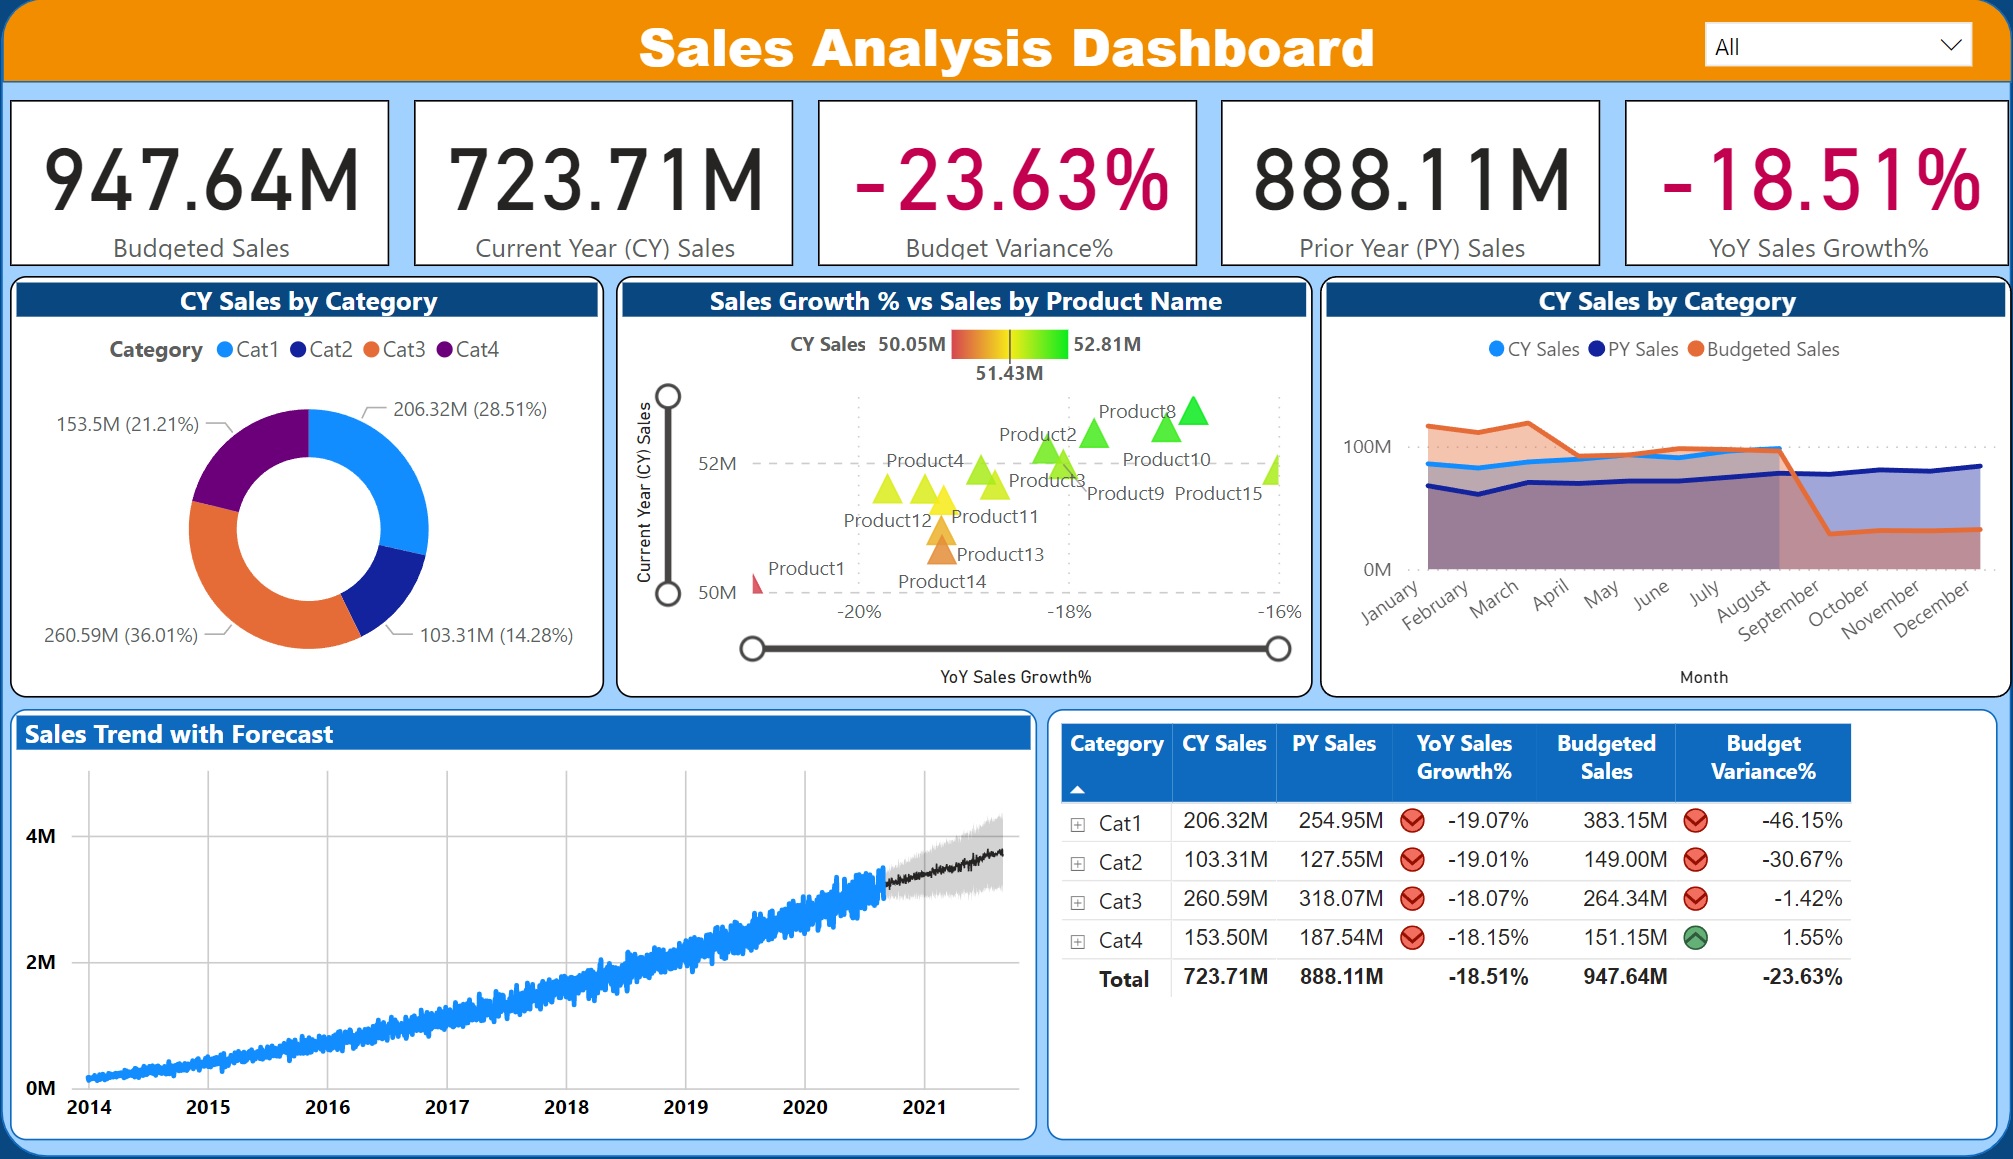 Sales Analysis Dashboard
All
947.64M
Budgeted Sales
723.71M
Current Year (CY) Sales
-23.63%
Budget Variance%
888.11M
Prior Year (PY) Sales
-18.51%
YoY Sales Growth%
CY Sales by Category
Category Cat1 Cat2 Cat3 Cat4
206.32M (28.51%)
153.5M (21.21%)
260.59M (36.01%)
103.31M (14.28%)
Sales Growth % vs Sales by Product Name
CY Sales 50.05M 52.81M
51.43M
Current Year (CY) Sales
Product8
Product2
Product4
Product10
52M
Product3
Product9 Product15
Product12 Product11
Product13
Product1
Product14
50M
-20% -18% -16%
YoY Sales Growth%
CY Sales by Category
CY Sales PY Sales Budgeted Sales
100M
0M
January February March April May June July August September October November December
Month
Sales Trend with Forecast
4M
2M
0M
2014 2015 2016 2017 2018 2019 2020 2021
Category CY Sales PY Sales YoY Sales Growth% Budgeted Sales Budget Variance%
Cat1 206.32M 254.95M -19.07% 383.15M -46.15%
Cat2 103.31M 127.55M -19.01% 149.00M -30.67%
Cat3 260.59M 318.07M -18.07% 264.34M -1.42%
Cat4 153.50M 187.54M -18.15% 151.15M 1.55%
Total 723.71M 888.11M -18.51% 947.64M -23.63%